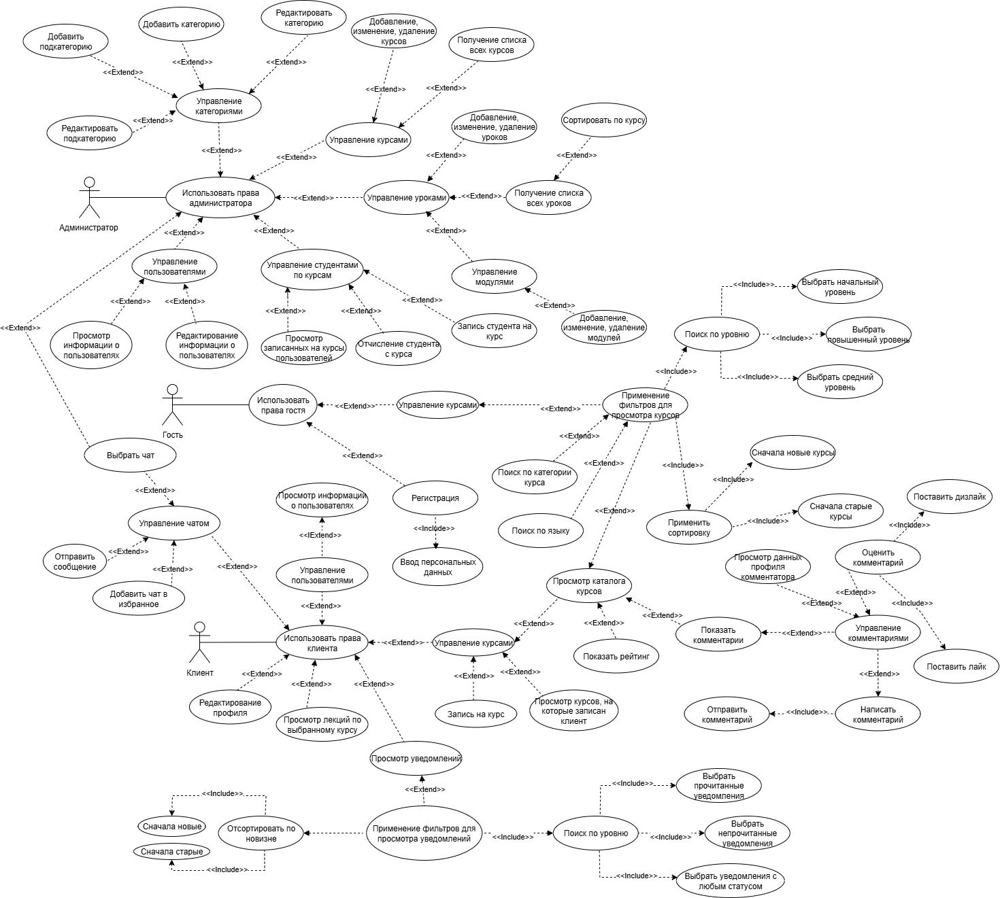 Добавить
подкатегорию
Добавить категорию
Редактировать
категорию
Добавление,
изменение, удаление
курсов
Получение списка
всех курсов
<<Extend>>
<<Extend>>
<<Extend>>
<<Extend>>
<<Extend>>
Управление
категориями
Редактировать
подкатегорию
<<Extend>>
Управление курсами
Добавление,
изменение, удаление
уроков
Сортировать по курсу
<<Extend>>
<<Extend>>
<<Extend>>
<<Extend>>
Использовать права
администратора
<<Extend>>
Управление уроками
<<Extend>>
Получение списка
всех уроков
Администратор
<<Extend>>
<<Extend>>
<<Extend>>
Управление
пользователями
Управление студентами
по курсам
Управление
модулями
<<Extend>>
<<Extend>>
<<Extend>>
<<Extend>>
<<Extend>>
<<Extend>>
<<Extend>>
Просмотр
информации о
пользователях
Редактирование
информации о
пользователях
Просмотр
записанных на курсы
пользователей
Отчисление студента
с курса
Запись студента на
курс
Добавление,
изменение, удаление
модулей
Поиск по уровню
<<Include>>
Выбрать начальный
уровень
<<Include>>
Выбрать
повышенный уровень
<<Include>>
Выбрать средний
уровень
<<Include>>
Гость
Использовать
права гостя
<<Extend>>
Управление курсами
<<Extend>>
Применение
фильтров для
просмотра курсов
<<Extend>>
<<Extend>>
<<Extend>>
<<Include>>
Поиск по категории
курса
Поиск по языку
Применить
сортировку
<<Include>>
Сначала новые курсы
<<Include>>
Сначала старые
курсы
Выбрать чат
<<Extend>>
<<Extend>>
Регистрация
<<Include>>
Ввод персональных
данных
Просмотр информации
о пользователях
<<IExtend>>
Управление
пользователями
<<Extend>>
Управление чатом
<<Extend>>
<<Extend>>
<<Extend>>
Отправить
сообщение
Добавить чат в
избранное
Просмотр каталога
курсов
<<Extend>>
<<Extend>>
<<Extend>>
Показать рейтинг
Показать
комментарии
<<Extend>>
Управление
комментариями
Просмотр данных
профиля
комментатора
<<Extend>>
<<Extend>>
Оценить
комментарий
<<Include>>
Поставить дизлайк
<<Include>>
Поставить лайк
<<Extend>>
Написать
комментарий
<<Include>>
Отправить
комментарий
Клиент
Использовать права
клиента
<<Extend>>
Управление курсами
<<Extend>>
<<Extend>>
<<Extend>>
<<Extend>>
<<Extend>>
Редактирование
профиля
Просмотр лекций по
выбранному курсу
Запись на курс
Просмотр курсов, на
которые записан
клиент
Просмотр уведомлений
<<Extend>>
Применение фильтров для
просмотра уведомлений
Отсортировать по
новизне
<<Include>>
Сначала новые
Сначала старые
<<Include>>
<<Include>>
Поиск по уровню
<<Include>>
Выбрать
прочитанные
уведомления
<<Include>>
Выбрать
непрочитанные
уведомления
<<Include>>
Выбрать уведомления с
любым статусом